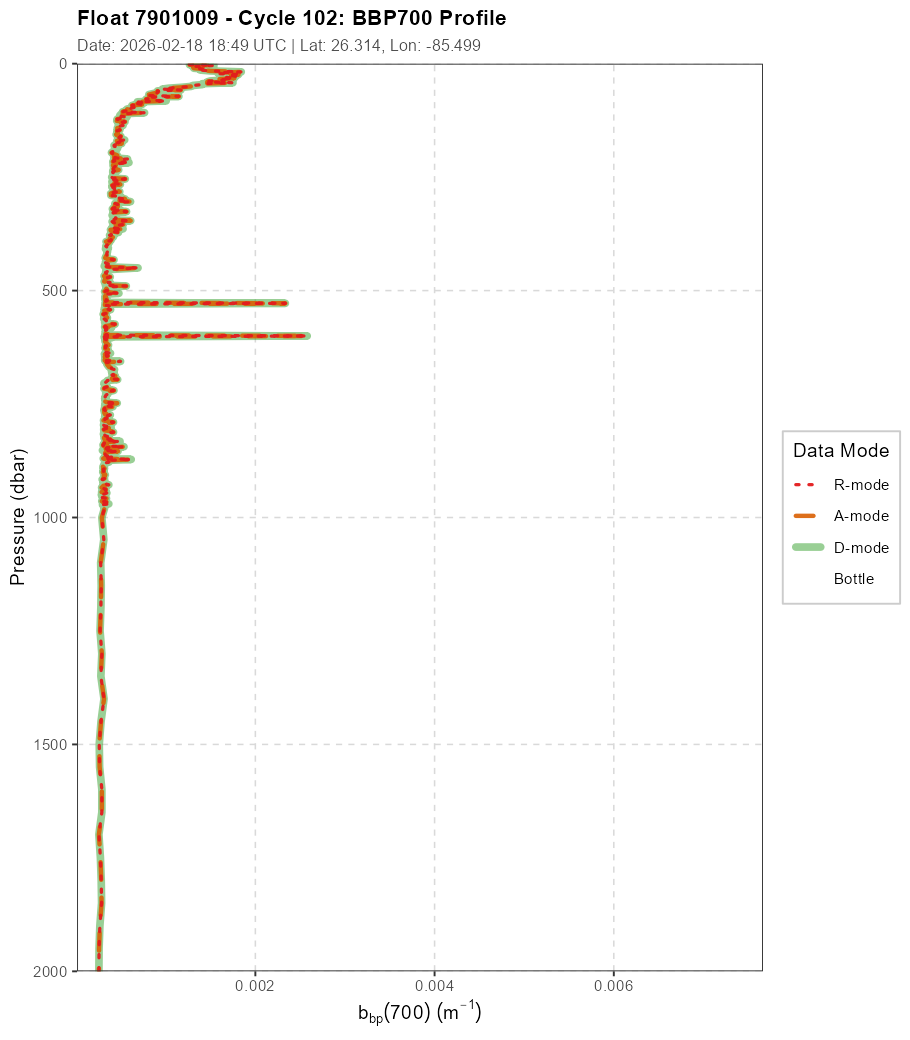 Float 7901009 - Cycle 102: BBP700 Profile
Date: 2026-02-18 18:49 UTC | Lat: 26.314, Lon: -85.499
0
500
1000
1500
2000
Pressure (dbar)
0.002
0.004
0.006
b_bp(700) (m⁻¹)
Data Mode
R-mode
A-mode
D-mode
Bottle